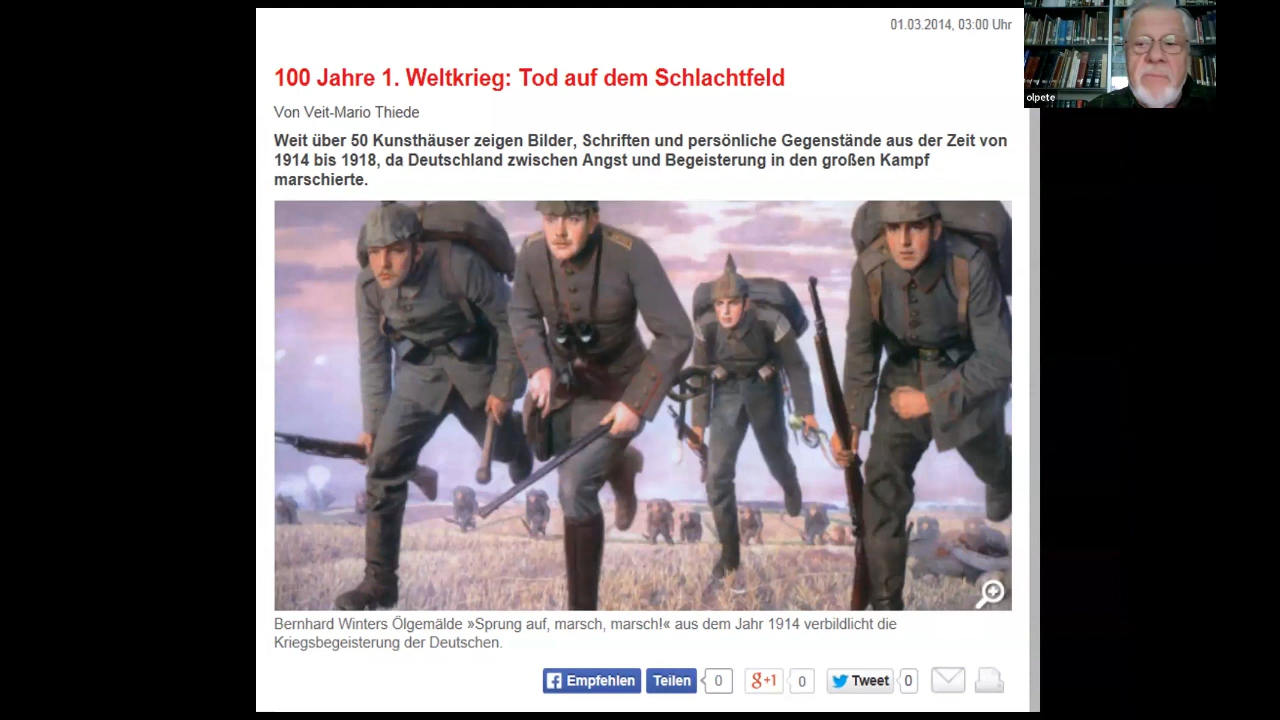 01.03.2014, 03:00 Uhr
olpete
100 Jahre 1. Weltkrieg: Tod auf dem Schlachtfeld
Von Veit-Mario Thiede
Weit über 50 Kunsthäuser zeigen Bilder, Schriften und persönliche Gegenstände aus der Zeit von
1914 bis 1918, da Deutschland zwischen Angst und Begeisterung in den großen Kampf
marschierte.
Bernhard Winters Ölgemälde »Sprung auf, marsch, marsch!« aus dem Jahr 1914 verbildlicht die
Kriegsbegeisterung der Deutschen.
Empfehlen Teilen 0 g+1 0 Tweet 0